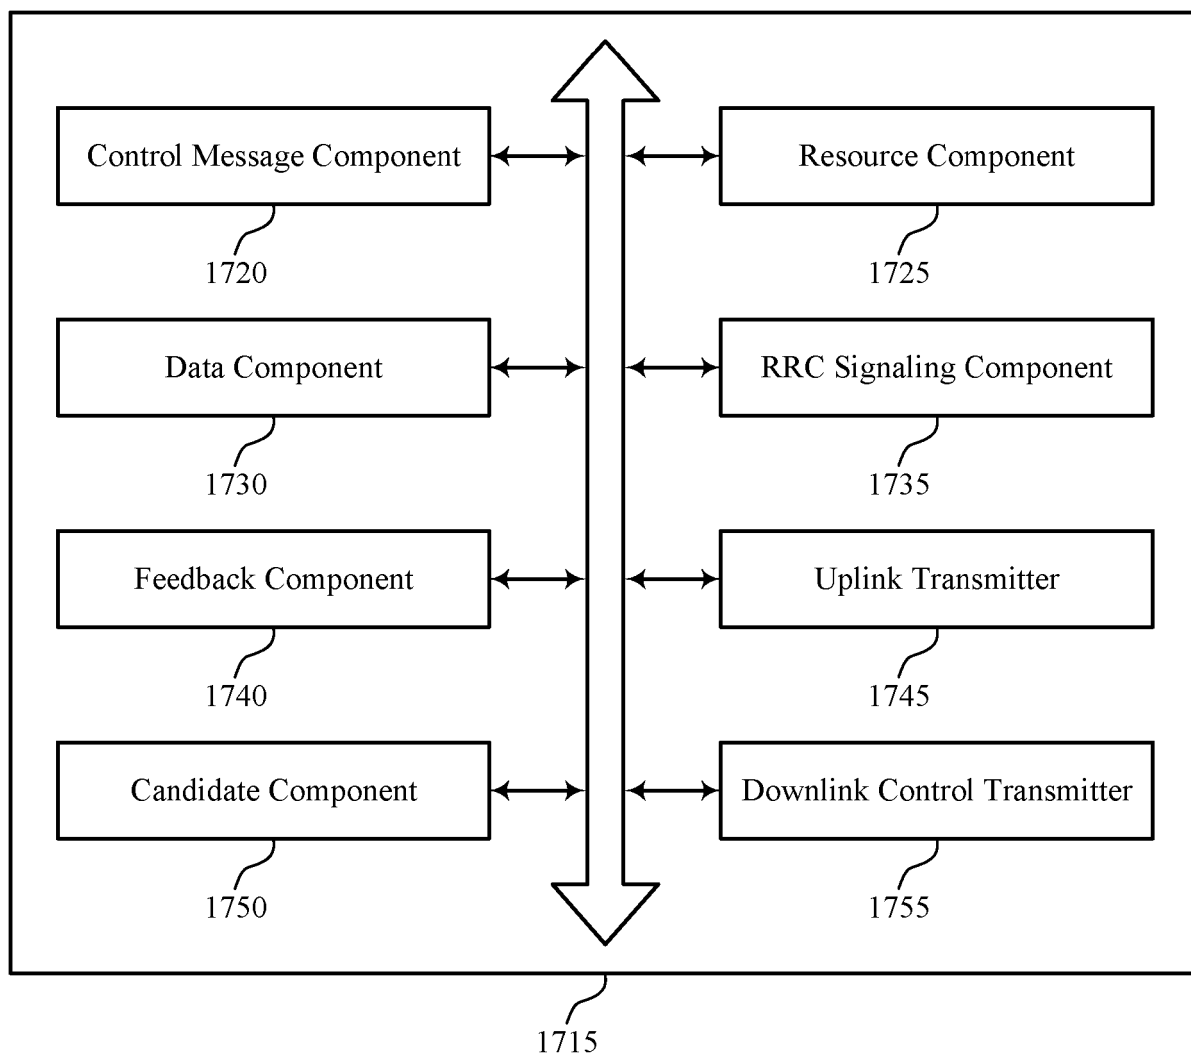 Control Message Component
Resource Component
1720
1725
Data Component
RRC Signaling Component
1730
1735
Feedback Component
Uplink Transmitter
1740
1745
Candidate Component
Downlink Control Transmitter
1750
1755
1715